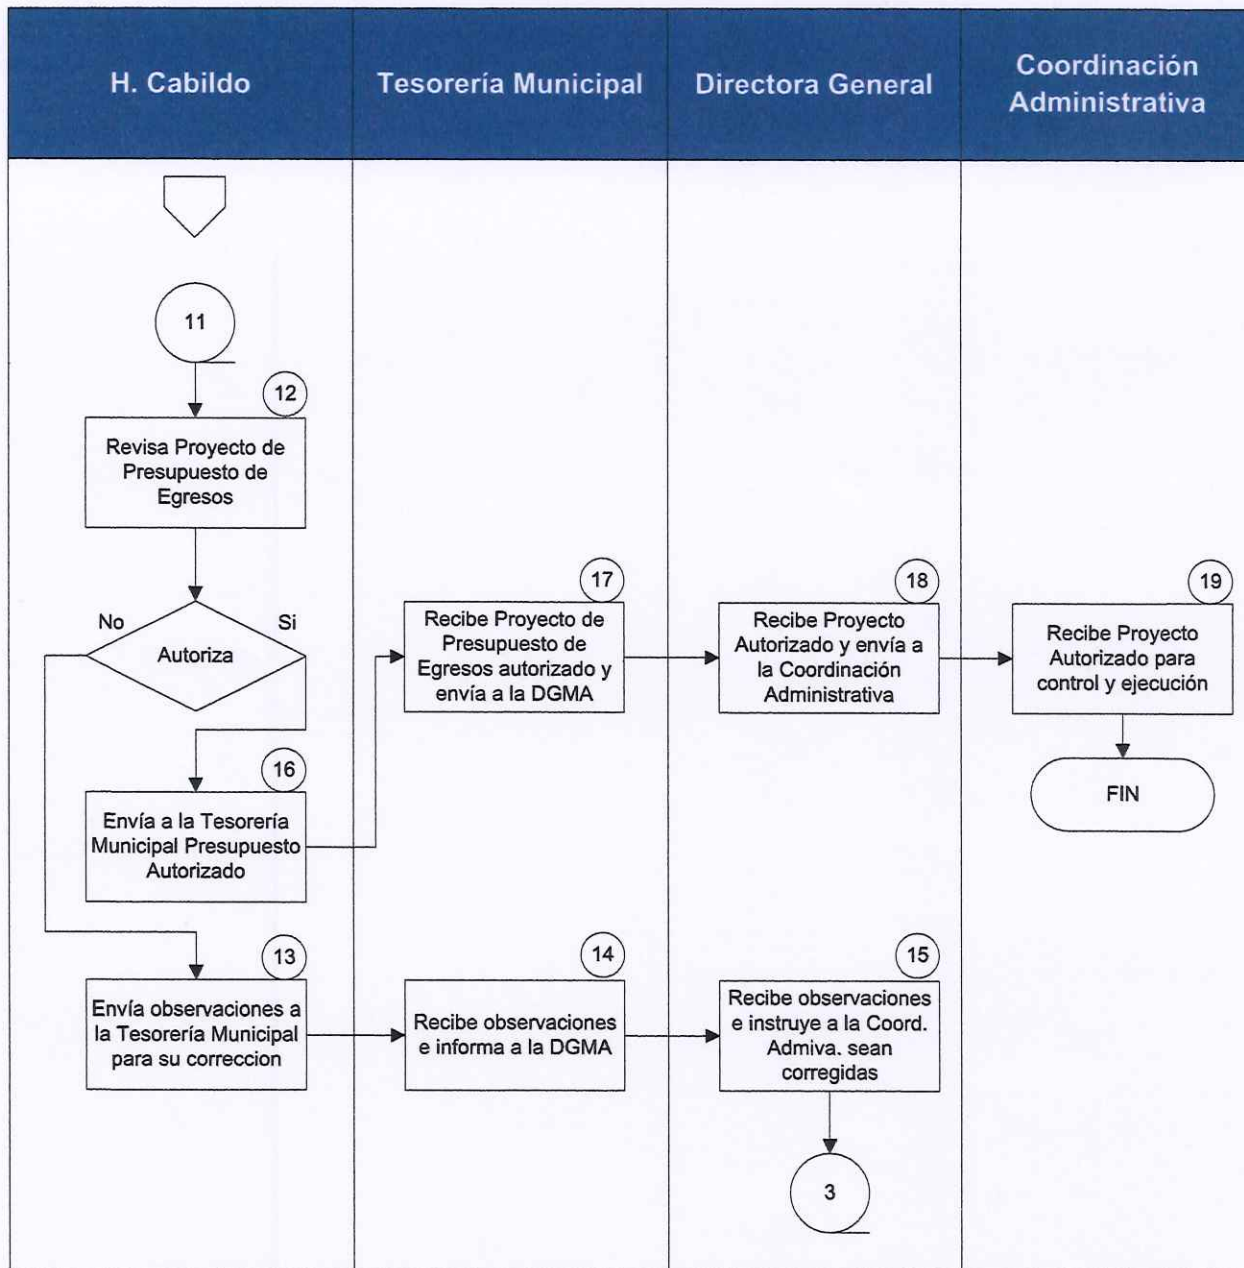 H. Cabildo
Tesorería Municipal
Directora General
Coordinación
Administrativa
11
12
Revisa Proyecto de
Presupuesto de
Egresos
No
Si
Autoriza
16
Envía a la Tesorería
Municipal Presupuesto
Autorizado
17
Recibe Proyecto de
Presupuesto de
Egresos autorizado y
envía a la DGMA
18
Recibe Proyecto
Autorizado y envía a
la Coordinación
Administrativa
19
Recibe Proyecto
Autorizado para
control y ejecución
FIN
13
Envía observaciones a
la Tesorería Municipal
para su correccion
14
Recibe observaciones
e informa a la DGMA
15
Recibe observaciones
e instruye a la Coord.
Admiva. sean
corregidas
3